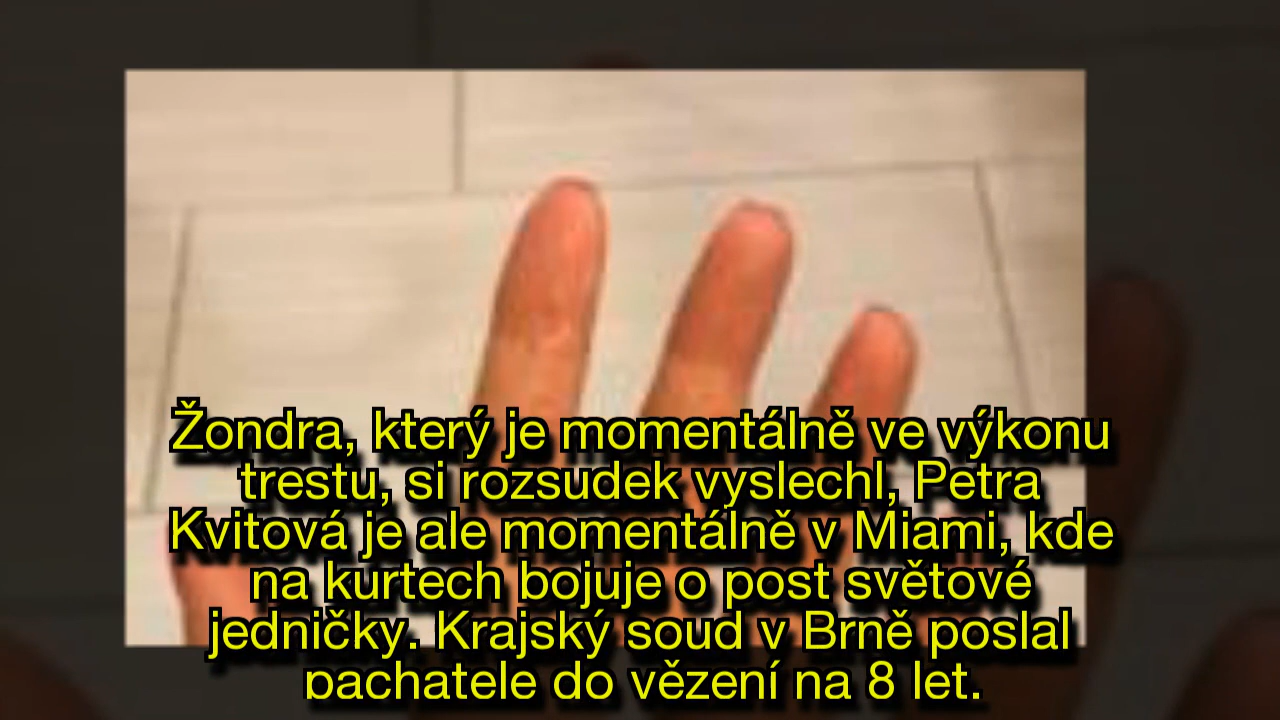 Žondra, který je momentálně ve výkonu
trestu, si rozsudek vyslechl, Petra
Kvitová je ale momentálně v Miami, kde
na kurtech bojuje o post světové
jedničky. Krajský soud v Brně poslal
pachatele do vězení na 8 let.